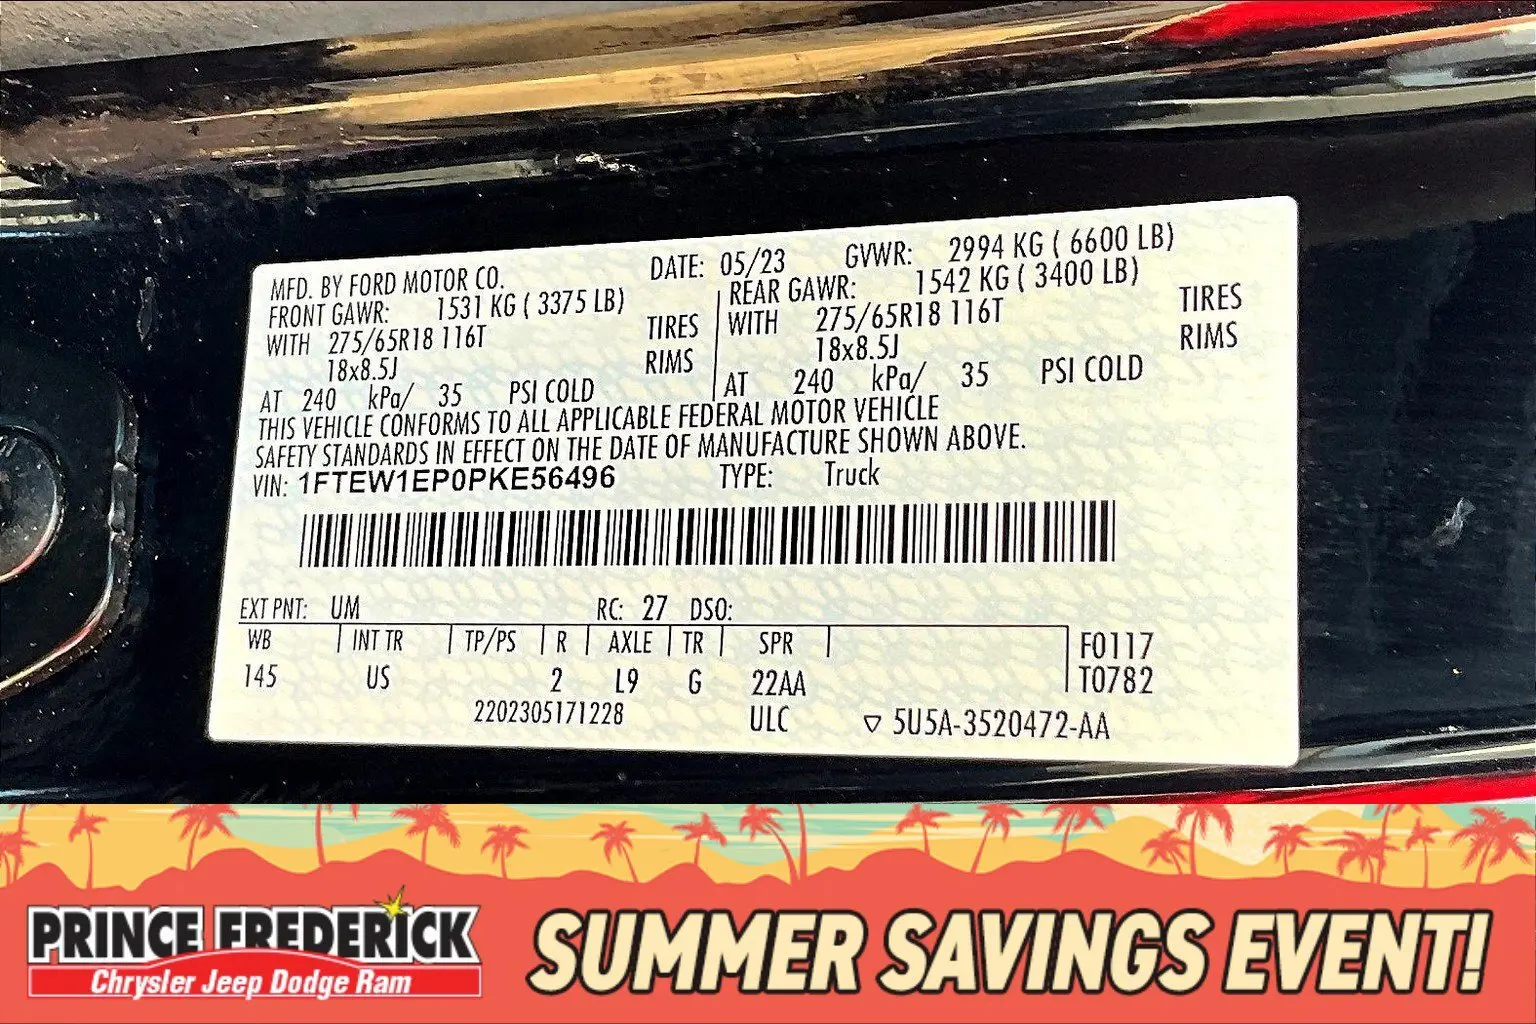 MFD. BY FORD MOTOR CO. DATE: 05/23 GVWR: 2994 KG ( 6600 LB)
FRONT GAWR: 1531 KG ( 3375 LB) REAR GAWR: 1542 KG ( 3400 LB)
WITH 275/65R18 116T TIRES WITH 275/65R18 116T TIRES
18x8.5J RIMS 18x8.5J RIMS
AT 240 kPa/ 35 PSI COLD AT 240 kPa/ 35 PSI COLD
THIS VEHICLE CONFORMS TO ALL APPLICABLE FEDERAL MOTOR VEHICLE
SAFETY STANDARDS IN EFFECT ON THE DATE OF MANUFACTURE SHOWN ABOVE.
VIN: 1FTEW1EP0PKE56496 TYPE: Truck
EXT PNT: UM RC: 27 DSO:
WB INT TR TP/PS R AXLE TR SPR F0117
145 US 2 L9 G 22AA T0782
2202305171228 ULC ▽ 5U5A-3520472-AA
PRINCE FREDERICK
Chrysler Jeep Dodge Ram
SUMMER SAVINGS EVENT!